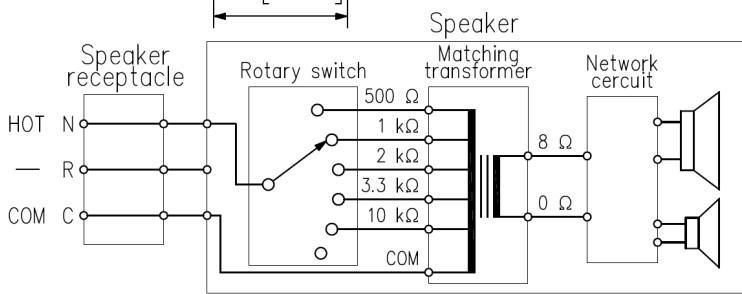 Speaker
Speaker
receptacle
Rotary switch
Matching
transformer
Network
cercuit
HOT N
— R
COM C
500 Ω
1 kΩ
2 kΩ
3.3 kΩ
10 kΩ
COM
8 Ω
0 Ω